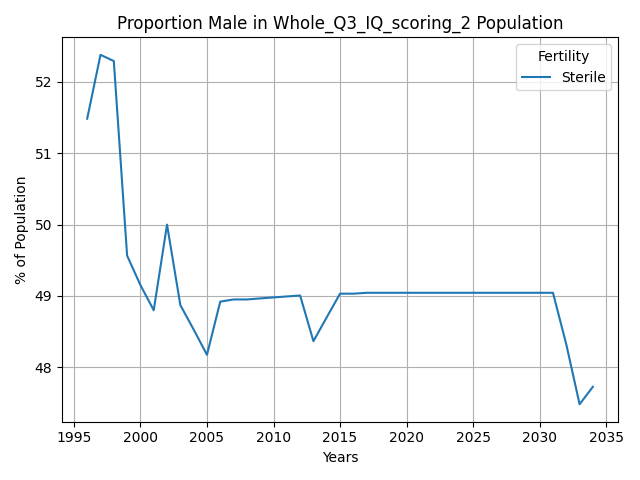 Proportion Male in Whole_Q3_IQ_scoring_2 Population
Fertility
Sterile
% of Population
52
51
50
49
48
1995 2000 2005 2010 2015 2020 2025 2030 2035
Years